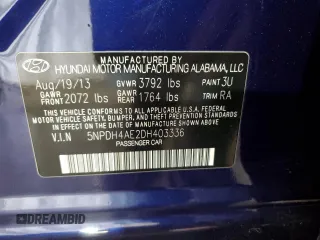 HYUNDAI MOTOR MANUFACTURING ALABAMA, LLC
Aug/19/13 GVWR 3792 lbs PAINT 3U
GAWR FRONT 2072 lbs GAWR REAR 1764 lbs TRIM RA
THIS VEHICLE CONFORMS TO ALL APPLICABLE U.S. FEDERAL MOTOR VEHICLE SAFETY, BUMPER, AND THEFT PREVENTION STANDARDS IN EFFECT ON THE DATE OF MANUFACTURE SHOWN ABOVE.
V.I.N 5NPDH4AE2DH403336
PASSENGER CAR
DREAMBID